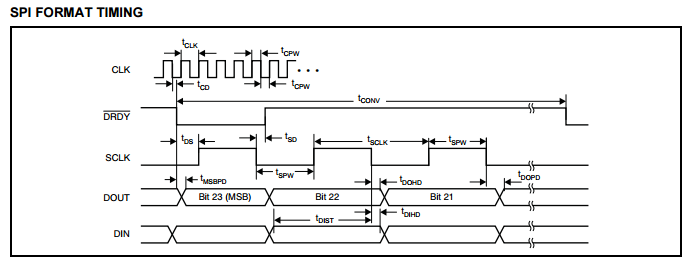 SPI FORMAT TIMING
tCLK
tCPW
CLK
• • •
tCD
tCPW
tCONV
DRDY
tDS
tSD
tSCLK
tSPW
SCLK
tSPW
tMSBPD
tDOHD
tDOPD
DOUT
Bit 23 (MSB)
Bit 22
Bit 21
tDIST
tDIHD
DIN